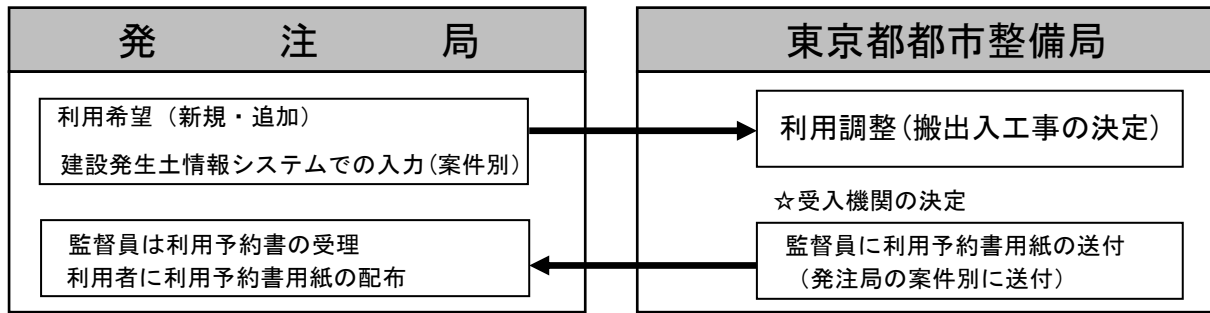 発注局
利用希望（新規・追加）
建設発生土情報システムでの入力（案件別）
監督員は利用予約書の受理
利用者に利用予約書用紙の配布
東京都都市整備局
利用調整（搬出入工事の決定）
☆受入機関の決定
監督員に利用予約書用紙の送付
（発注局の案件別に送付）